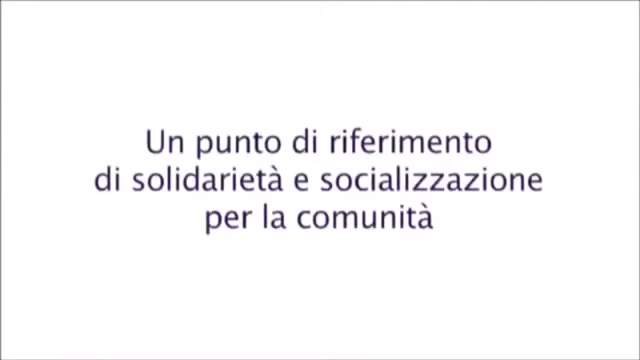 Un punto di riferimento
di solidarietà e socializzazione
per la comunità